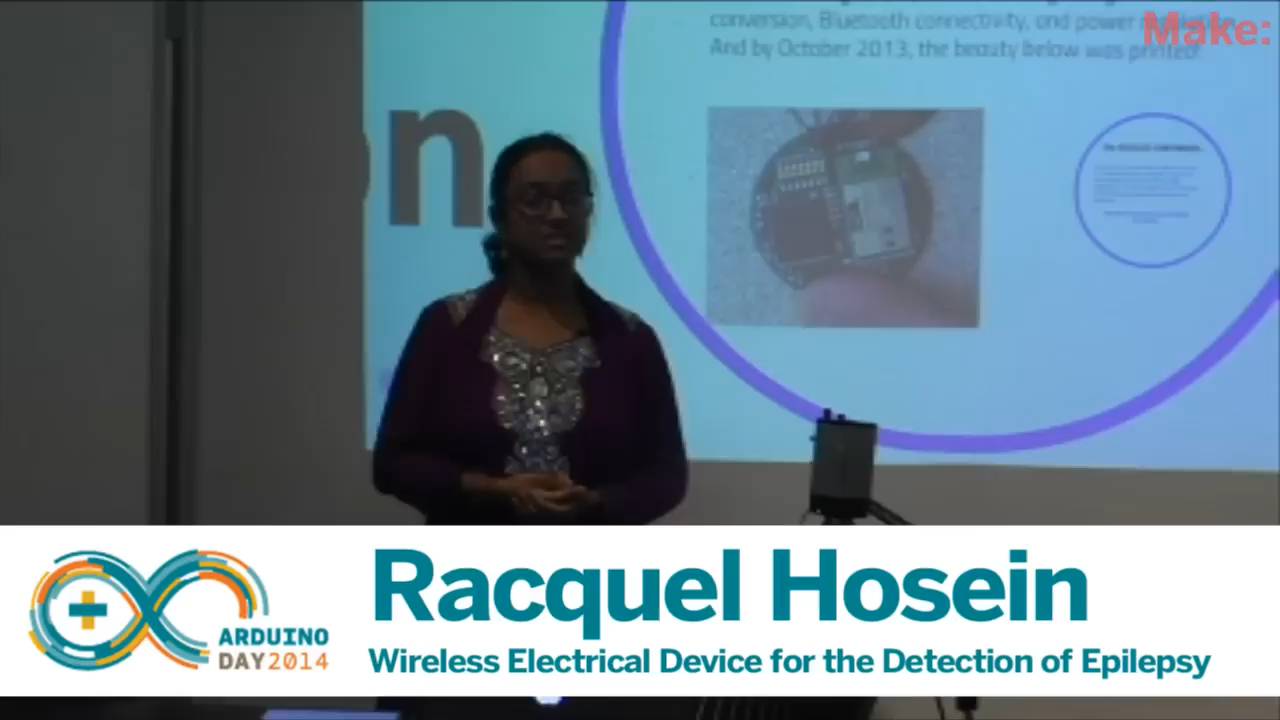 conversion, Bluetooth connectivity, and power
Make:
And by October 2013, the beauty below was printed!
on
Racquel Hosein
ARDUINO
DAY2014
Wireless Electrical Device for the Detection of Epilepsy